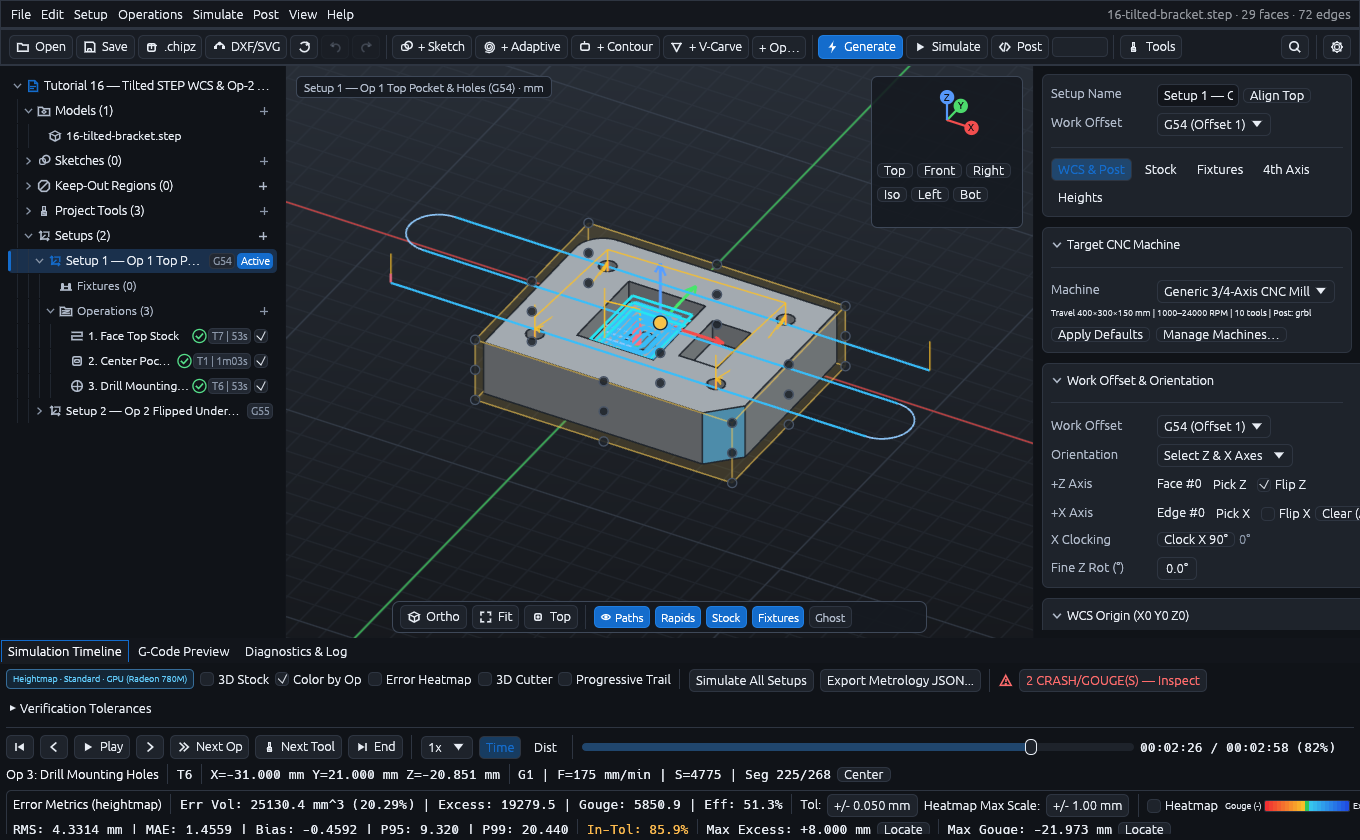 File Edit Setup Operations Simulate Post View Help
16-tilted-bracket.step · 29 faces · 72 edges
Open Save .chipz DXF/SVG + Sketch + Adaptive + Contour + V-Carve + Op… Generate Simulate Post Tools
Tutorial 16 — Tilted STEP WCS & Op-2 …
Models (1) +
16-tilted-bracket.step
Sketches (0) +
Keep-Out Regions (0) +
Project Tools (3) +
Setups (2) +
Setup 1 — Op 1 Top P… G54 Active
Fixtures (0)
Operations (3) +
1. Face Top Stock T7 | 53s
2. Center Poc… T1 | 1m03s
3. Drill Mounting… T6 | 53s
Setup 2 — Op 2 Flipped Under… G55
Setup 1 — Op 1 Top Pocket & Holes (G54) · mm
Z
Y
X
Top Front Right
Iso Left Bot
Ortho Fit Top Paths Rapids Stock Fixtures Ghost
Setup Name Setup 1 — O Align Top
Work Offset G54 (Offset 1)
WCS & Post Stock Fixtures 4th Axis
Heights
Target CNC Machine
Machine Generic 3/4-Axis CNC Mill
Travel 400×300×150 mm | 1000–24000 RPM | 10 tools | Post: grbl
Apply Defaults Manage Machines…
Work Offset & Orientation
Work Offset G54 (Offset 1)
Orientation Select Z & X Axes
+Z Axis Face #0 Pick Z Flip Z
+X Axis Edge #0 Pick X Flip X Clear (
X Clocking Clock X 90° 0°
Fine Z Rot (°) 0.0°
WCS Origin (X0 Y0 Z0)
Simulation Timeline G-Code Preview Diagnostics & Log
Heightmap · Standard · GPU (Radeon 780M) 3D Stock Color by Op Error Heatmap 3D Cutter Progressive Trail Simulate All Setups Export Metrology JSON… 2 CRASH/GOUGE(S) — Inspect
Verification Tolerances
Play Next Op Next Tool End 1x Time Dist 00:02:26 / 00:02:58 (82%)
Op 3: Drill Mounting Holes T6 X=-31.000 mm Y=21.000 mm Z=-20.851 mm G1 | F=175 mm/min | S=4775 | Seg 225/268 Center
Error Metrics (heightmap) Err Vol: 25130.4 mm^3 (20.29%) | Excess: 19279.5 | Gouge: 5850.9 | Eff: 51.3% Tol: +/- 0.050 mm Heatmap Max Scale: +/- 1.00 mm Heatmap Gouge (-) Ex
RMS: 4.3314 mm | MAE: 1.4559 | Bias: -0.4592 | P95: 9.320 | P99: 20.440 In-Tol: 85.9% Max Excess: +8.000 mm Locate Max Gouge: -21.973 mm Locate